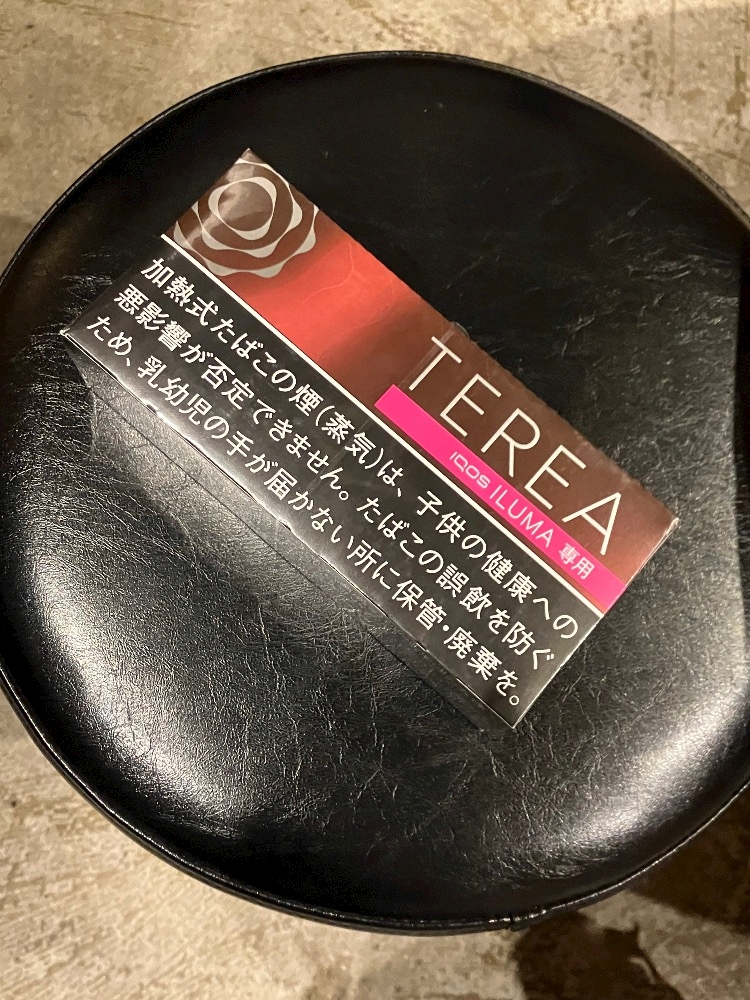 TEREA
IQOS ILUMA 専用
加熱式たばこの煙(蒸気)は、子供の健康への
悪影響が否定できません。たばこの誤飲を防ぐ
ため、乳幼児の手が届かない所に保管・廃棄を。